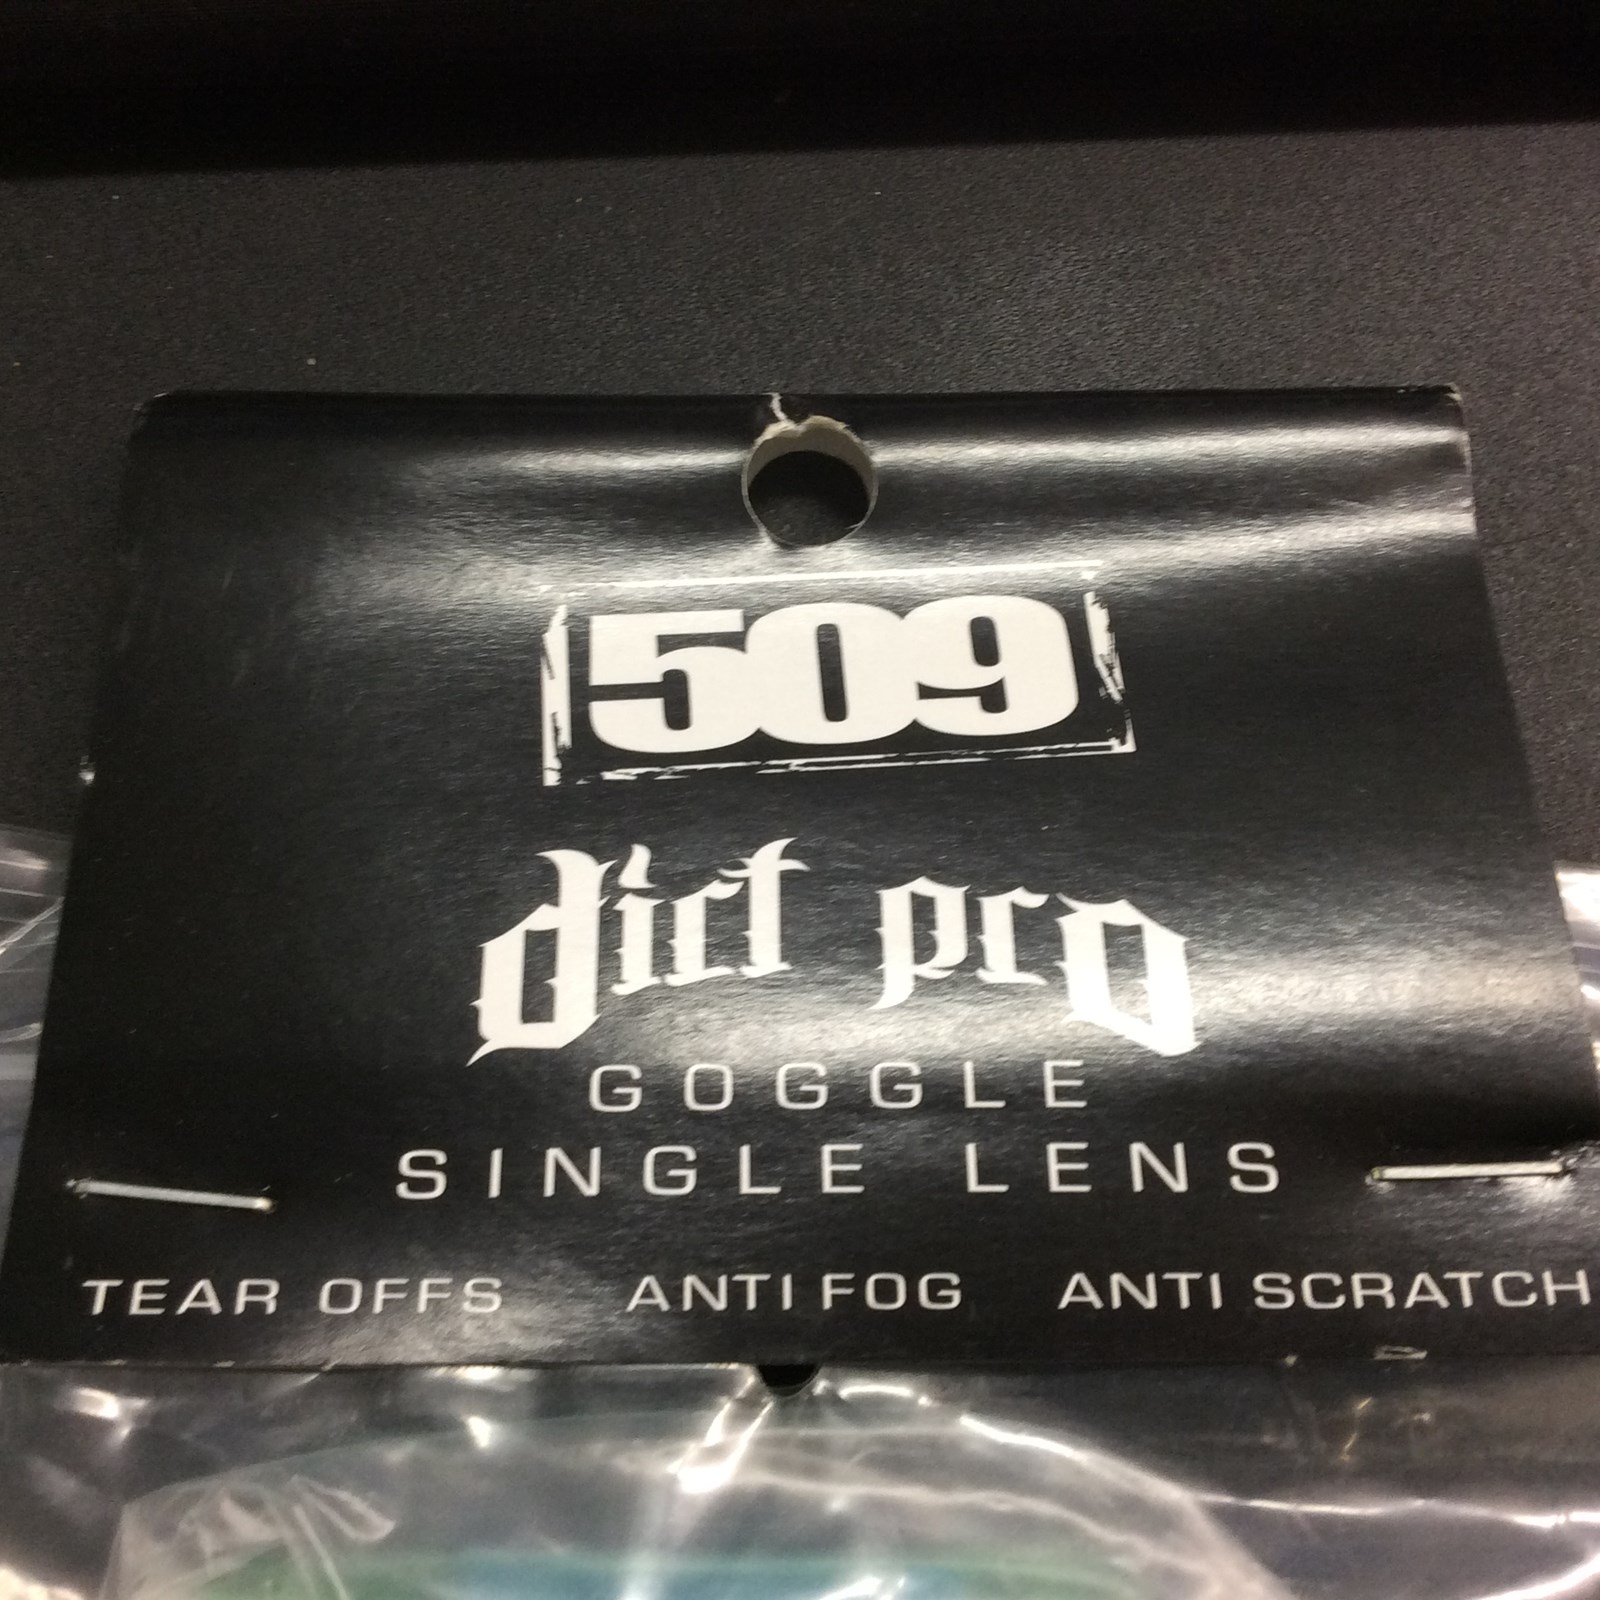 509
dirt pro
GOGGLE
SINGLE LENS
TEAR OFFS ANTI FOG ANTI SCRATCH